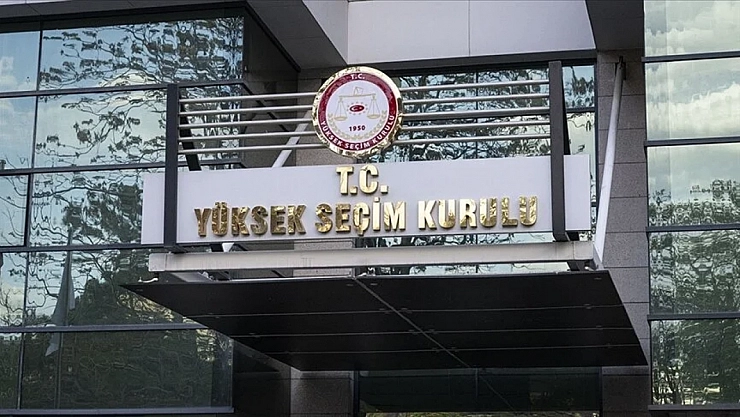 T.C.
1950
YÜKSEK SEÇİM KURULU
T.C.
YÜKSEK SEÇİM KURULU